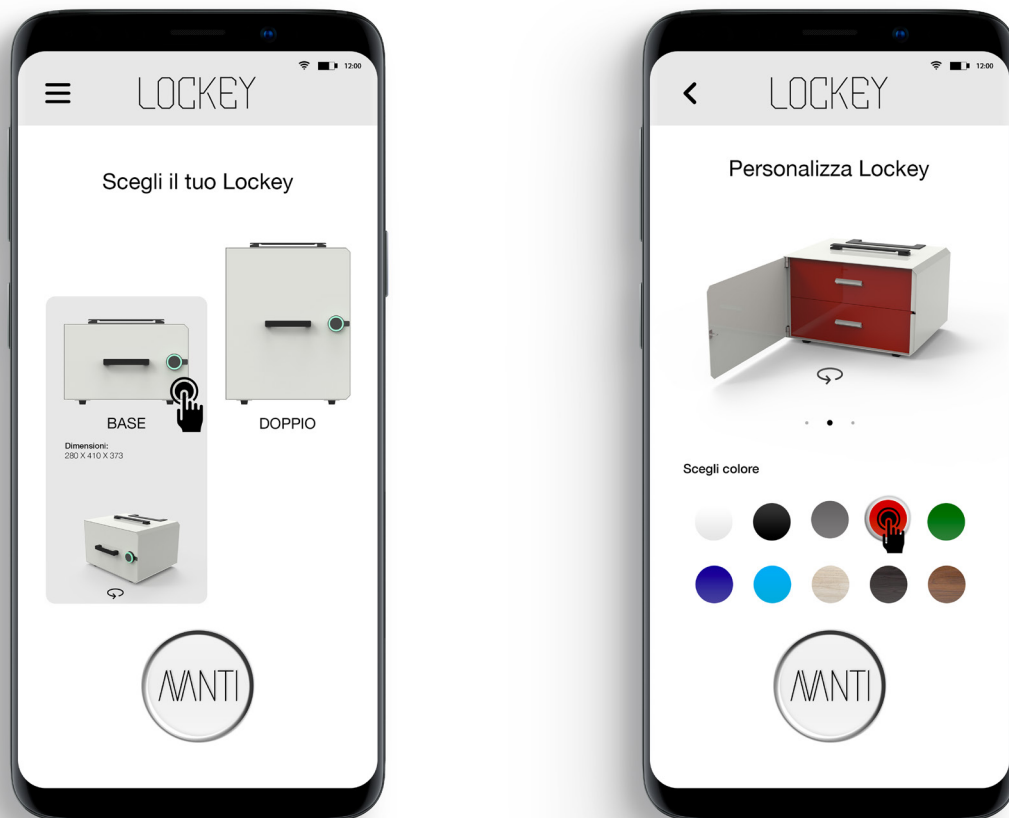 12:00
LOCKEY
Scegli il tuo Lockey
BASE
DOPPIO
Dimensioni:
280 X 410 X 373
AVANTI
12:00
LOCKEY
Personalizza Lockey
Scegli colore
AVANTI